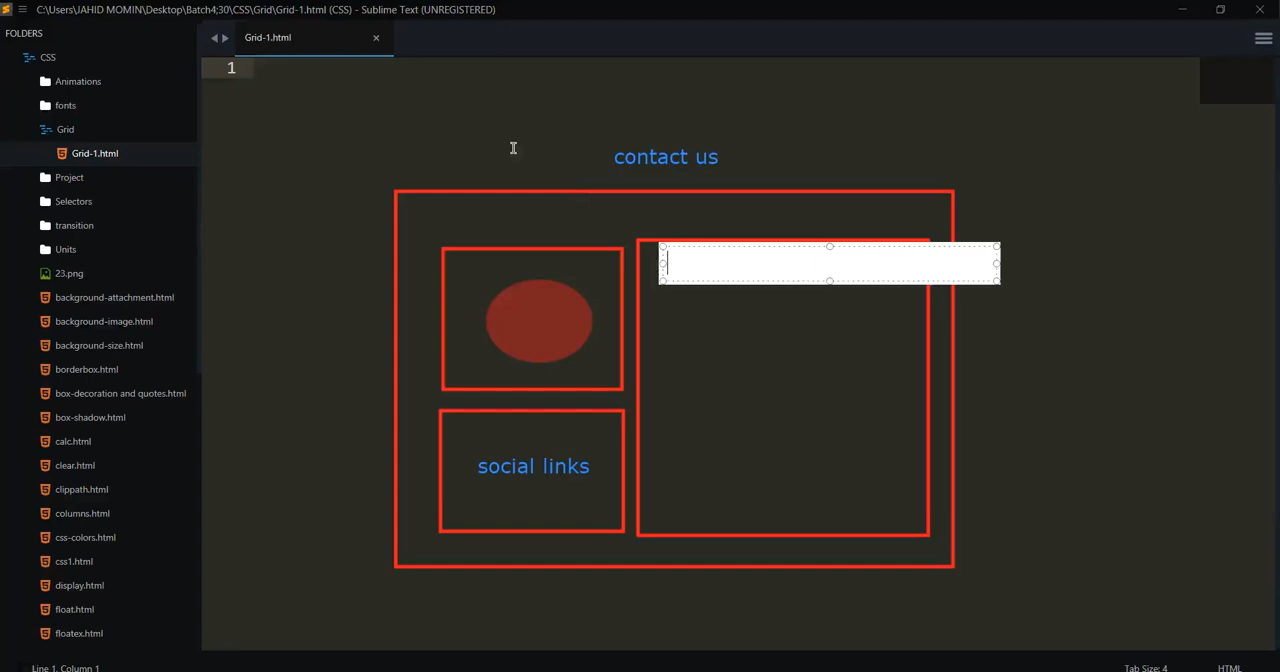 C:\Users\JAHID MOMIN\Desktop\Batch4;30\CSS\Grid\Grid-1.html (CSS) - Sublime Text (UNREGISTERED)
FOLDERS
CSS
Animations
fonts
Grid
Grid-1.html
Project
Selectors
transition
Units
23.png
background-attachment.html
background-image.html
background-size.html
borderbox.html
box-decoration and quotes.html
box-shadow.html
calc.html
clear.html
clippath.html
columns.html
css-colors.html
css1.html
display.html
float.html
floatex.html
Grid-1.html
1
contact us
social links
Line 1, Column 1
Tab Size: 4
HTML